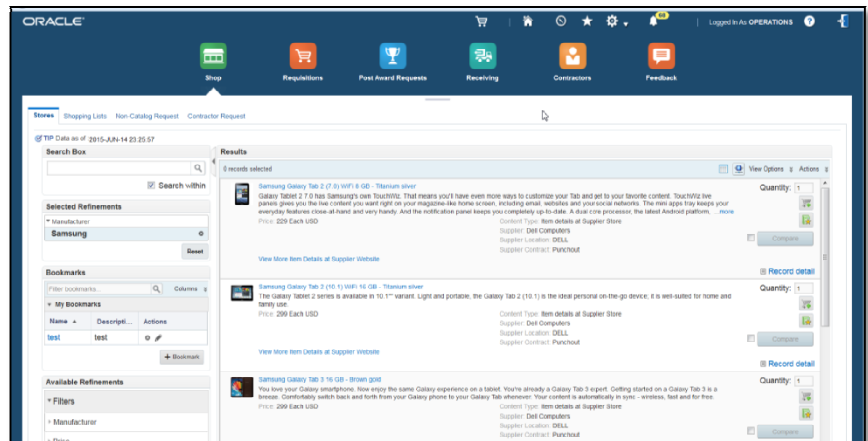 ORACLE
68
Logged In As OPERATIONS
?
Shop Requisitions Post Award Requests Receiving Contractors Feedback
Stores Shopping Lists Non-Catalog Request Contractor Request
TIP Data as of 2015-JUN-14 23:25:57
Search Box
Search within
Selected Refinements
Manufacturer
Samsung
Reset
Bookmarks
Filter bookmarks... Columns
My Bookmarks
Name Descripti... Actions
test test
+ Bookmark
Available Refinements
Filters
Manufacturer
Results
0 records selected View Options Actions
Samsung Galaxy Tab 2 (7.0) WiFi 8 GB - Titanium silver
Galaxy Tablet 2 7.0 has Samsung's own TouchWiz. That means you'll have even more ways to customize your Tab and get to your favorite content. TouchWiz live
panels gives you the live content you want right on your magazine-like home screen, including email, websites and your social networks. The mini apps tray keeps your
everyday features close-at-hand and very handy. And the notification panel keeps you completely up-to-date. A dual core processor, the latest Android platform, ...more
Price: 229 Each USD Content Type: Item details at Supplier Store
Supplier: Dell Computers
Supplier Location: DELL
Supplier Contract: Punchout
View More Item Details at Supplier Website
Quantity: 1
Compare
Record detail
Samsung Galaxy Tab 2 (10.1) WiFi 16 GB - Titanium silver
The Galaxy Tablet 2 series is available in 10.1"" variant. Light and portable, the Galaxy Tab 2 (10.1) is the ideal personal on-the-go device; it is well-suited for home and
family use
Price: 299 Each USD Content Type: Item details at Supplier Store
Supplier: Dell Computers
Supplier Location: DELL
Supplier Contract: Punchout
View More Item Details at Supplier Website
Quantity: 1
Compare
Record detail
Samsung Galaxy Tab 3 16 GB - Brown gold
You love your Galaxy smartphone. Now enjoy the same Galaxy experience on a tablet. You're already a Galaxy Tab 3 expert. Getting started on a Galaxy Tab 3 is a
breeze. Comfortably switch back and forth from your Galaxy phone to your Galaxy Tab whenever. Your content is automatically in sync - wireless, fast and for free.
Price: 299 Each USD Content Type: Item details at Supplier Store
Supplier: Dell Computers
Supplier Location: DELL
Supplier Contract: Punchout
Quantity: 1
Compare